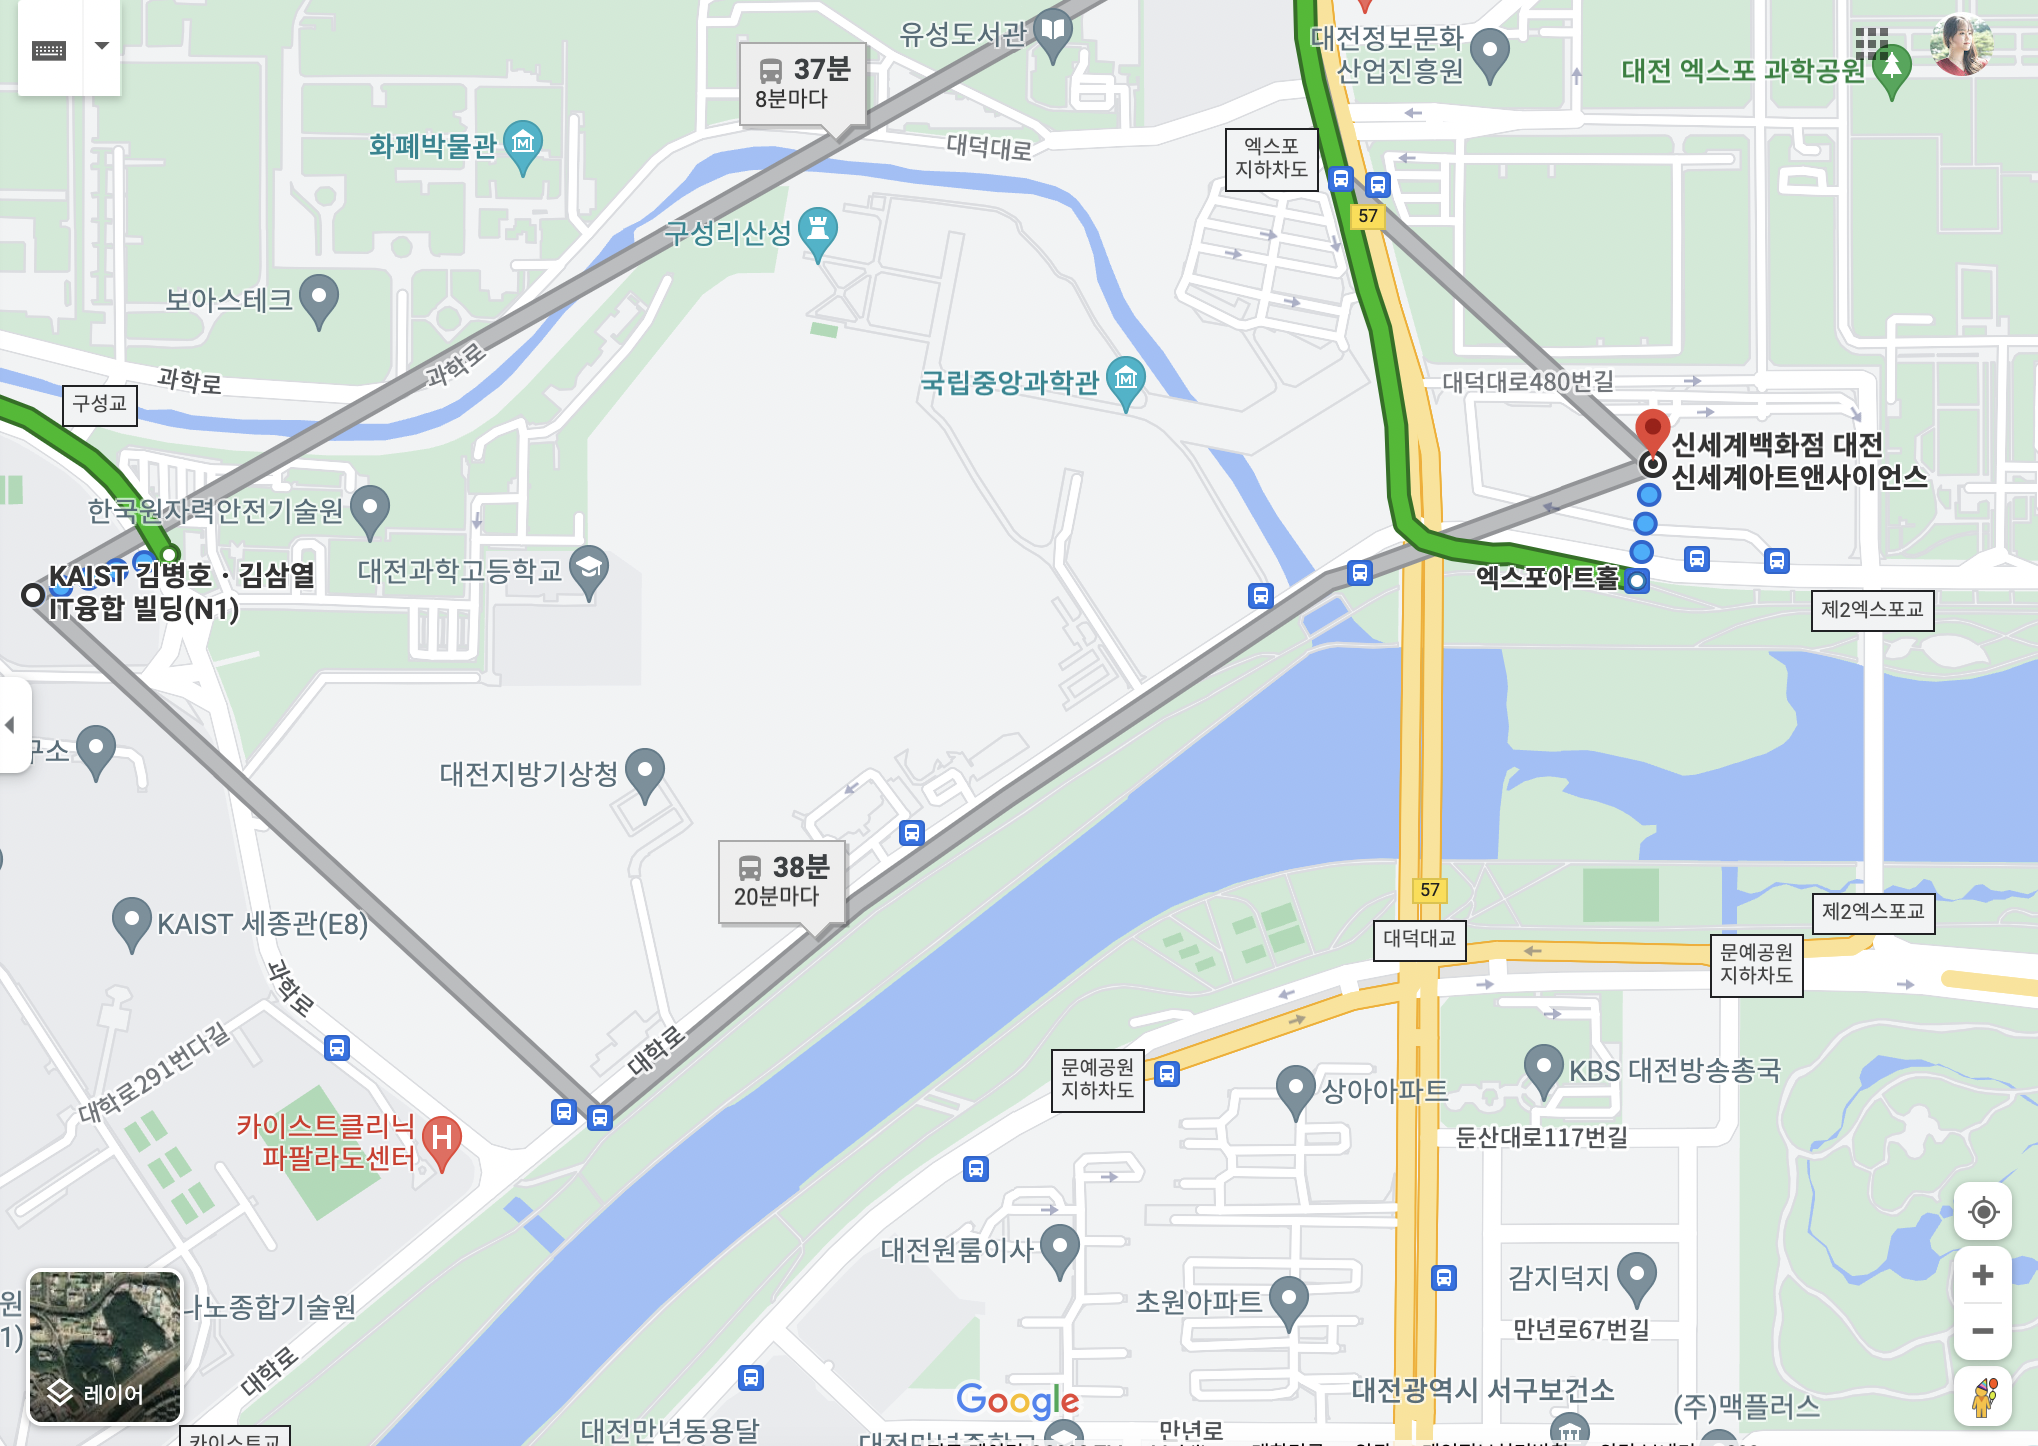 유성도서관
37분
8분마다
대전정보문화
산업진흥원
대전 엑스포 과학공원
화폐박물관
대덕대로
엑스포
지하차도
57
구성리산성
보아스테크
과학로
과학로
구성교
국립중앙과학관
대덕대로480번길
신세계백화점 대전
신세계아트앤사이언스
한국원자력안전기술원
대전과학고등학교
KAIST 김병호 · 김삼열
IT융합 빌딩(N1)
엑스포아트홀
제2엑스포교
구소
대전지방기상청
38분
20분마다
57
KAIST 세종관(E8)
대덕대교
제2엑스포교
문예공원
지하차도
과학로
대학로
대학로291번다길
문예공원
지하차도
상아아파트
KBS 대전방송총국
카이스트클리닉
파팔라도센터
둔산대로117번길
대전원룸이사
감지덕지
초원아파트
원
1)
나노종합기술원
만년로67번길
대학로
레이어
Google
대전광역시 서구보건소
(주)맥플러스
대전만년동용달
만년로
카이스트교